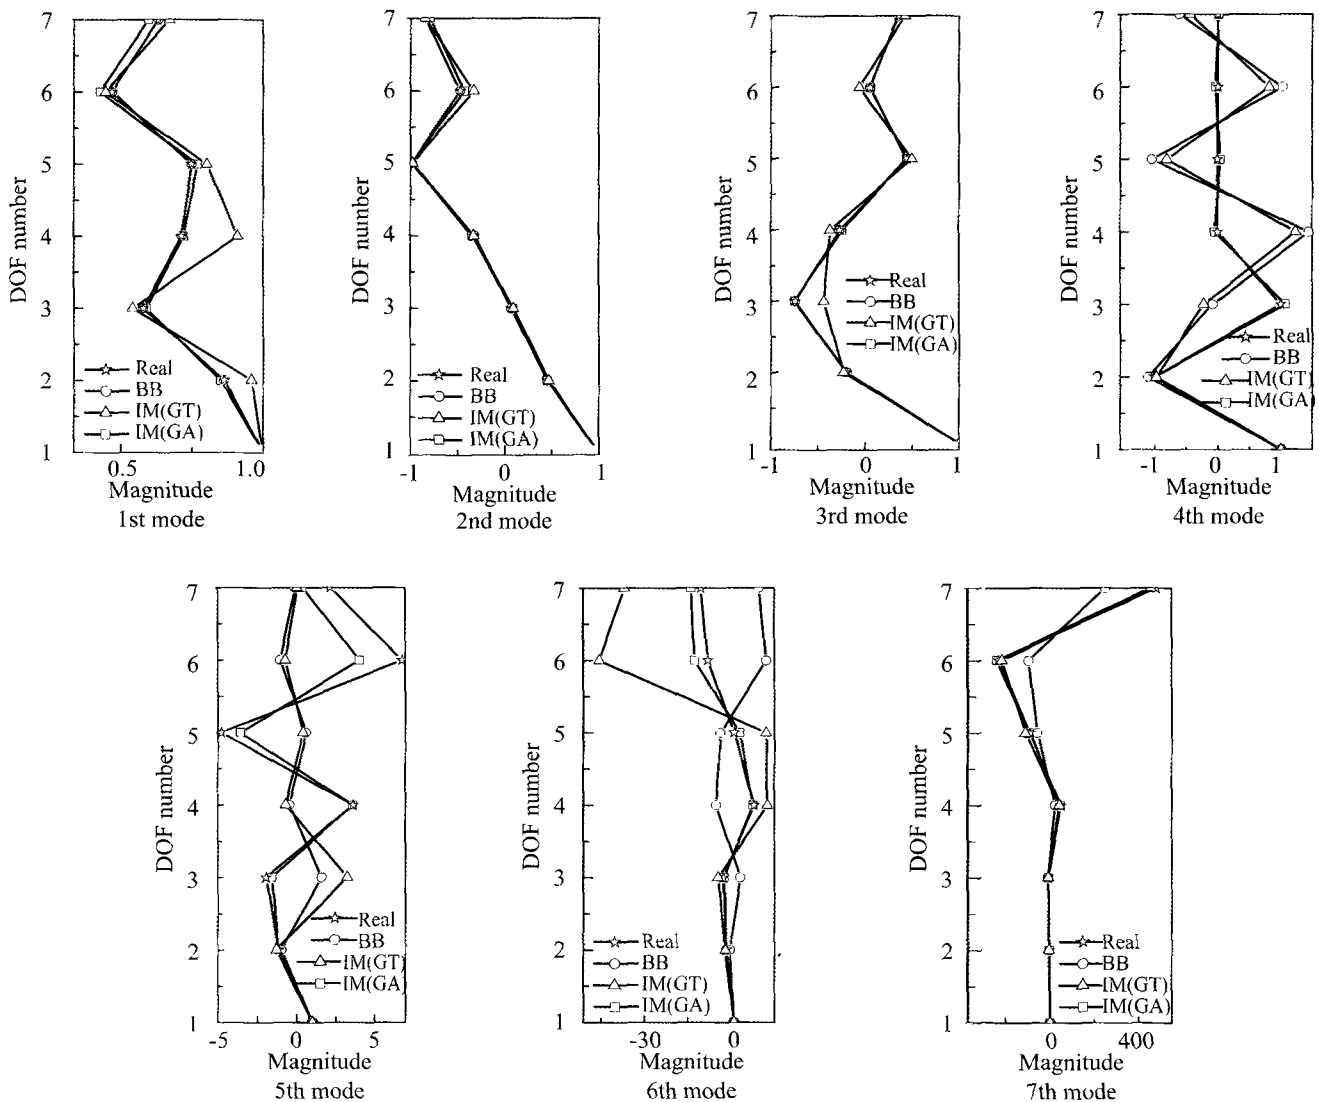 7
6
5
4
3
2
1
DOF number
Real
BB
IM(GT)
IM(GA)
0.5 1.0
Magnitude
1st mode
7
6
5
4
3
2
1
DOF number
Real
BB
IM(GT)
IM(GA)
-1 0 1
Magnitude
2nd mode
7
6
5
4
3
2
1
DOF number
Real
BB
IM(GT)
IM(GA)
-1 0 1
Magnitude
3rd mode
7
6
5
4
3
2
1
DOF number
Real
BB
IM(GT)
IM(GA)
-1 0 1
Magnitude
4th mode
7
6
5
4
3
2
1
DOF number
Real
BB
IM(GT)
IM(GA)
-5 0 5
Magnitude
5th mode
7
6
5
4
3
2
1
DOF number
Real
BB
IM(GT)
IM(GA)
-30 0
Magnitude
6th mode
7
6
5
4
3
2
1
DOF number
Real
BB
IM(GT)
IM(GA)
0 400
Magnitude
7th mode